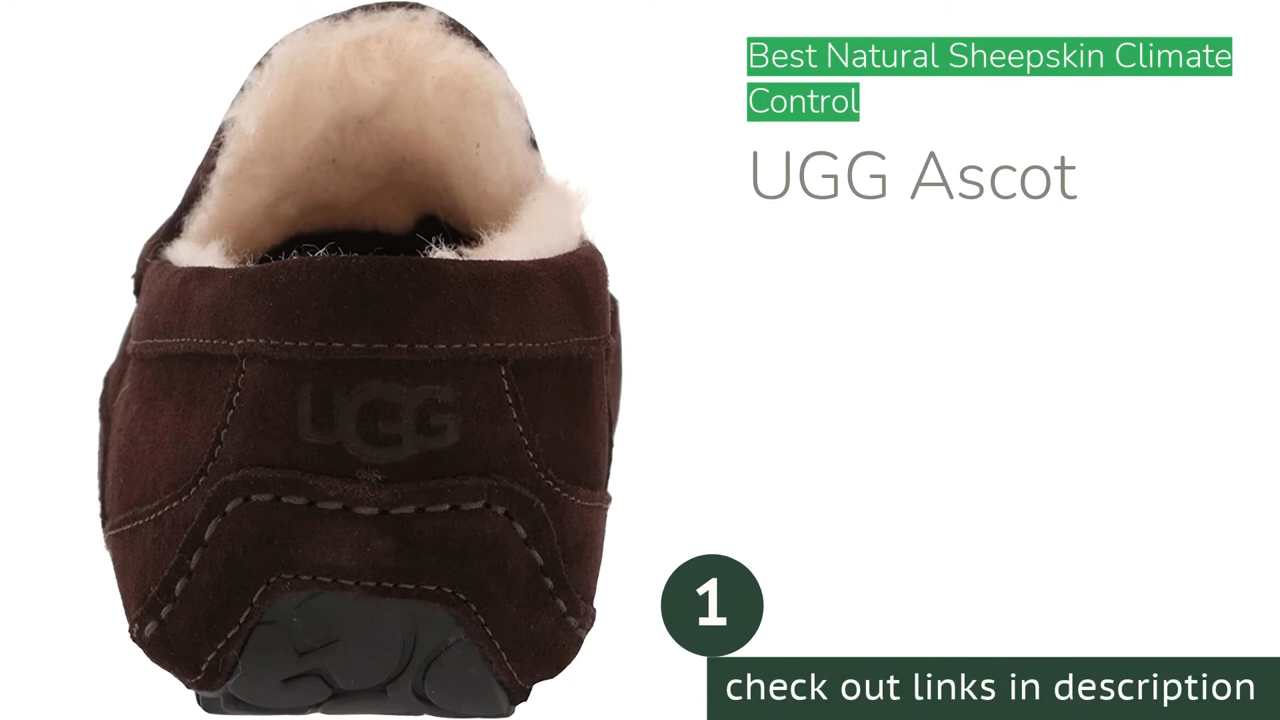 Best Natural Sheepskin Climate
Control
UGG Ascot
UGG
1
check out links in description